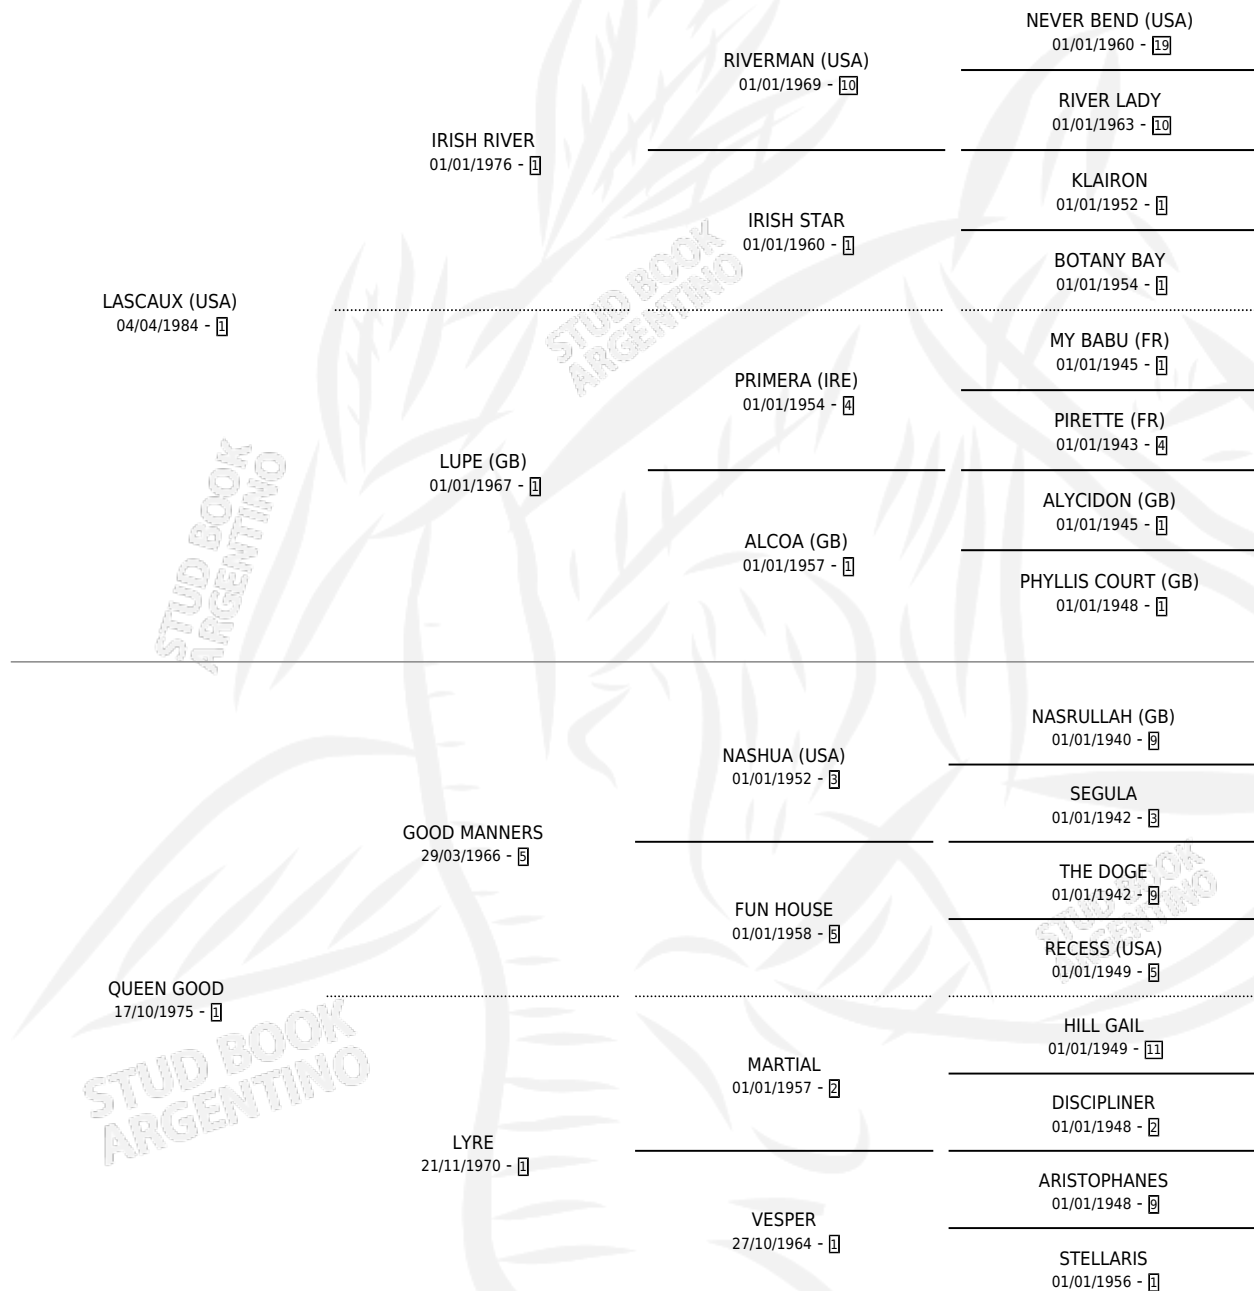 NEVER BEND (USA)
01/01/1960 - 19
RIVERMAN (USA)
01/01/1969 - 10
RIVER LADY
01/01/1963 - 10
IRISH RIVER
01/01/1976 - 1
KLAIRON
01/01/1952 - 1
IRISH STAR
01/01/1960 - 1
BOTANY BAY
01/01/1954 - 1
LASCAUX (USA)
04/04/1984 - 1
STUD BOOK
ARGENTINO
MY BABU (FR)
01/01/1945 - 1
PRIMERA (IRE)
01/01/1954 - 4
PIRETTE (FR)
01/01/1943 - 4
LUPE (GB)
01/01/1967 - 1
ALYCIDON (GB)
01/01/1945 - 1
ALCOA (GB)
01/01/1957 - 1
PHYLLIS COURT (GB)
01/01/1948 - 1
STUD BOOK
ARGENTINO
NASRULLAH (GB)
01/01/1940 - 9
NASHUA (USA)
01/01/1952 - 3
SEGULA
01/01/1942 - 3
GOOD MANNERS
29/03/1966 - 5
THE DOGE
01/01/1942 - 9
FUN HOUSE
01/01/1958 - 5
STUD BOOK
ARGENTINO
RECESS (USA)
01/01/1949 - 5
QUEEN GOOD
17/10/1975 - 1
STUD BOOK
ARGENTINO
HILL GAIL
01/01/1949 - 11
MARTIAL
01/01/1957 - 2
DISCIPLINER
01/01/1948 - 2
LYRE
21/11/1970 - 1
ARISTOPHANES
01/01/1948 - 9
VESPER
27/10/1964 - 1
STELLARIS
01/01/1956 - 1